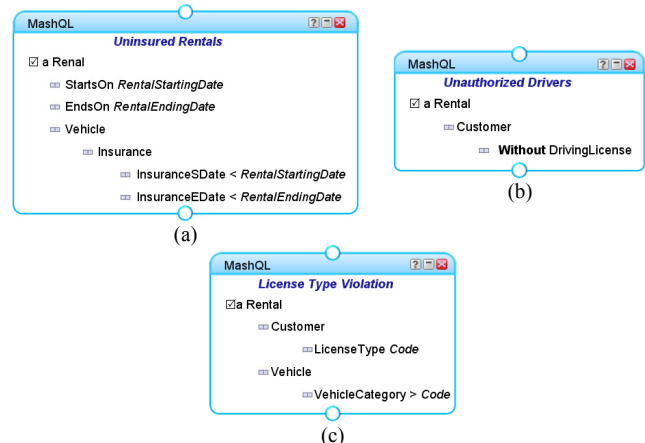 MashQL
Uninsured Rentals
a Renal
StartsOn RentalStartingDate
EndsOn RentalEndingDate
Vehicle
Insurance
InsuranceSDate < RentalStartingDate
InsuranceEDate < RentalEndingDate
(a)
MashQL
Unauthorized Drivers
a Rental
Customer
Without DrivingLicense
(b)
MashQL
License Type Violation
a Rental
Customer
LicenseType Code
Vehicle
VehicleCategory > Code
(c)